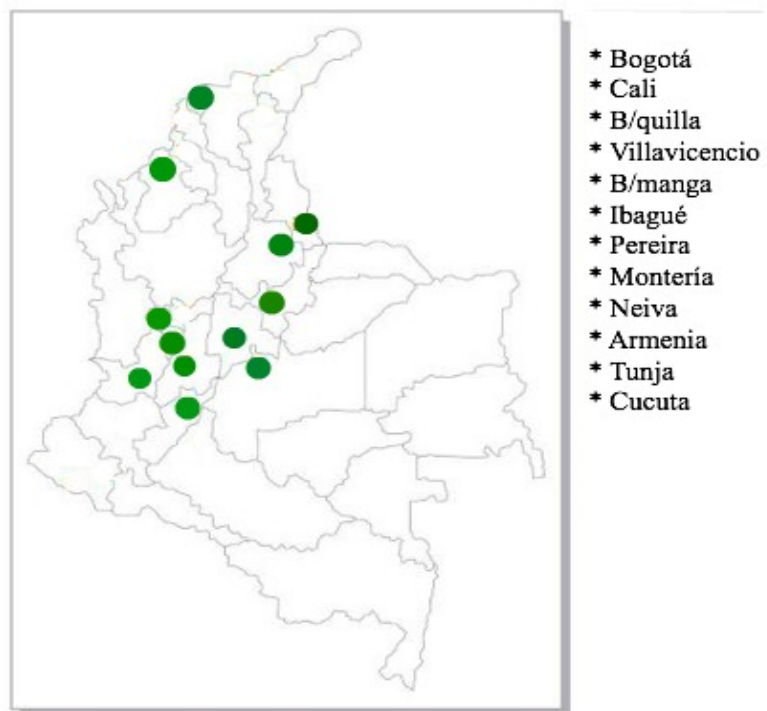 * Bogotá
* Cali
* B/quilla
* Villavicencio
* B/manga
* Ibagué
* Pereira
* Montería
* Neiva
* Armenia
* Tunja
* Cucuta